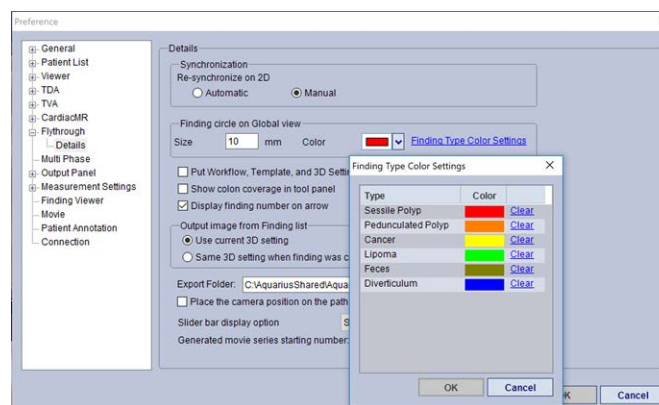 Preference
General
Patient List
Viewer
TDA
TVA
CardiacMR
Flythrough
Details
Multi Phase
Output Panel
Measurement Settings
Finding Viewer
Movie
Patient Annotation
Connection
Details
Synchronization
Re-synchronize on 2D
Automatic Manual
Finding circle on Global view
Size 10 mm Color Finding Type Color Settings
Put Workflow, Template, and 3D
Show colon coverage in tool panel
Display finding number on arrow
Output image from Finding list
Use current 3D setting
Same 3D setting when finding was
Export Folder: C:\AquariusShared\Aqua
Place the camera position on the path
Slider bar display option
Generated movie series starting number:
Finding Type Color Settings
Type Color
Sessile Polyp Clear
Pedunculated Polyp Clear
Cancer Clear
Lipoma Clear
Feces Clear
Diverticulum Clear
OK Cancel
Cancel